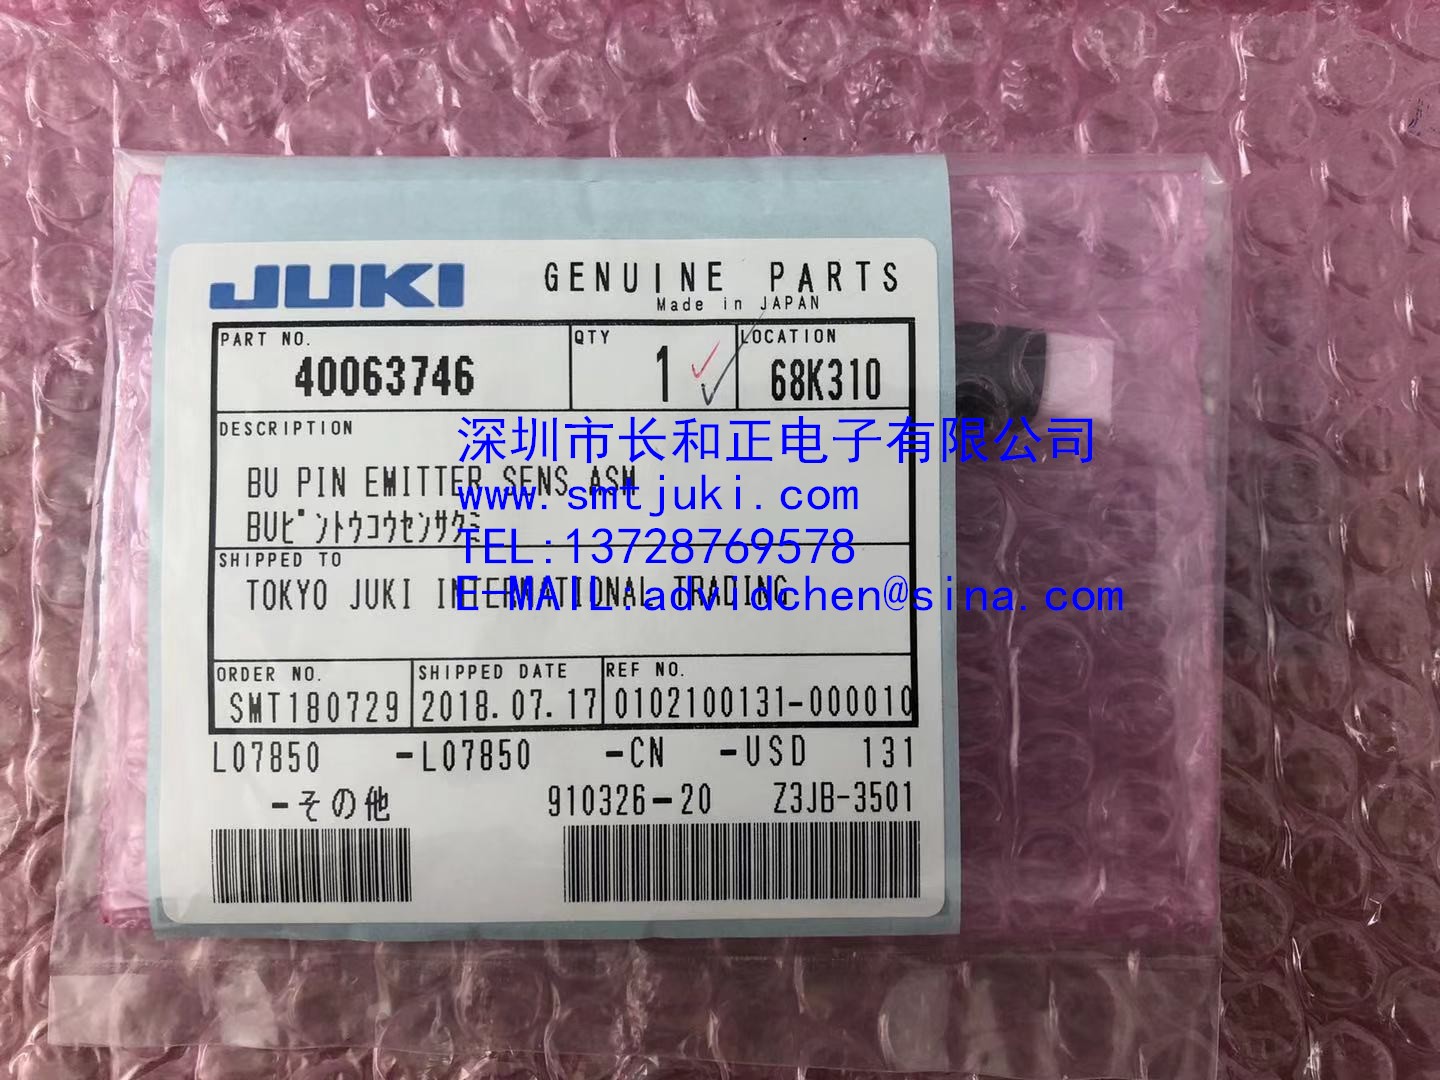 JUKI GENUINE PARTS
Made in JAPAN
PART NO. QTY LOCATION
40063746 1 68K310
DESCRIPTION
深圳市长和正电子有限公司
BU PIN EMITTER SENS ASM
www.smtjuki.com
BUピントウコウセンサクミ
TEL:13728769578
SHIPPED TO
TOKYO JUKI INTERNATIONAL TRADING
E-MAIL:advidchen@sina.com
ORDER NO. SHIPPED DATE REF NO.
SMT180729 2018.07.17 0102100131-000010
L07850 -L07850 -CN -USD 131
-その他 910326-20 Z3JB-3501